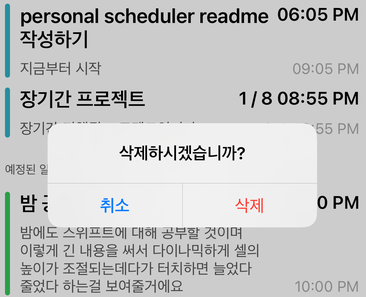 personal scheduler readme 06:05 PM
작성하기
지금부터 시작 09:05 PM
장기간 프로젝트 1 / 8 08:55 PM
장기간
55 PM
삭제하시겠습니까?
예정된
취소 삭제
밤 0 PM
밤에도 스위프트에 대해 공부할 것이며
이렇게 긴 내용을 써서 다이나믹하게 셀의
높이가 조절되는데다가 터치하면 늘었다
줄었다 하는걸 보여줄거에요 10:00 PM